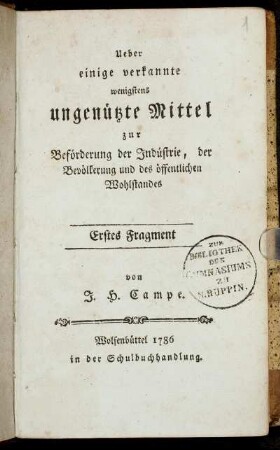 1
Ueber
einige verkannte
wenigstens
ungenützte Mittel
zur
Beförderung der Indüstrie, der
Bevölkerung und des öffentlichen
Wohlstandes
Erstes Fragment
von
J. H. Campe.
ZUR
BIBLIOTHEK
DES
GYMNASIUMS
ZU
N.RUPPIN.
Wolfenbüttel 1786
in der Schulbuchhandlung.